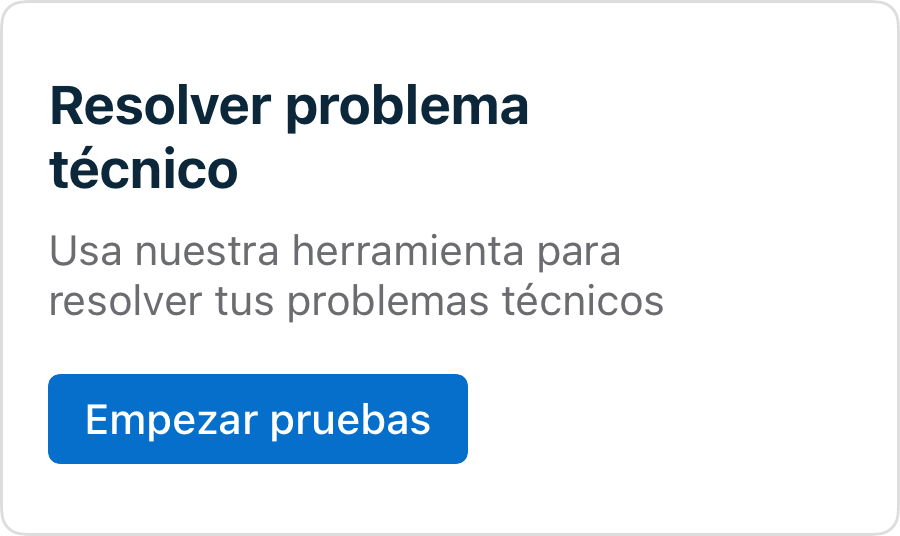 Resolver problema
técnico
Usa nuestra herramienta para
resolver tus problemas técnicos
Empezar pruebas